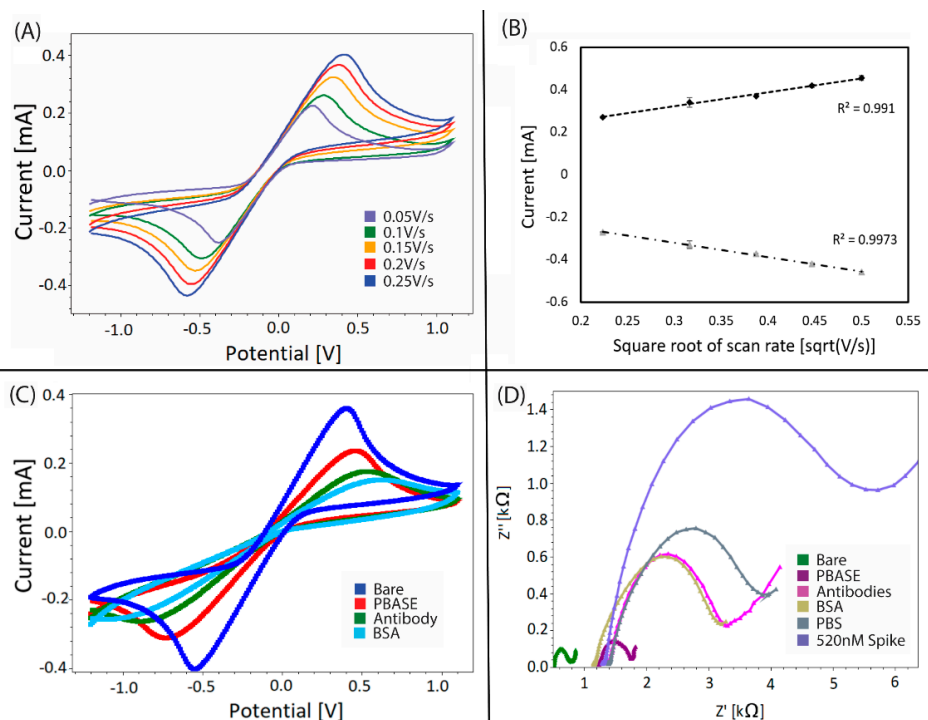 (A)
Current [mA]
0.4
0.2
0.0
-0.2
-0.4
0.05V/s
0.1V/s
0.15V/s
0.2V/s
0.25V/s
-1.0 -0.5 0.0 0.5 1.0
Potential [V]
(B)
Current [mA]
0.6
0.4
0.2
0
-0.2
-0.4
-0.6
R² = 0.991
R² = 0.9973
0.2 0.25 0.3 0.35 0.4 0.45 0.5 0.55
Square root of scan rate [sqrt(V/s)]
(C)
Current [mA]
0.4
0.2
0.0
-0.2
-0.4
Bare
PBASE
Antibody
BSA
-1.0 -0.5 0.0 0.5 1.0
Potential [V]
(D)
Z'' [kΩ]
1.4
1.2
1.0
0.8
0.6
0.4
0.2
0.0
Bare
PBASE
Antibodies
BSA
PBS
520nM Spike
1 2 3 4 5 6
Z' [kΩ]